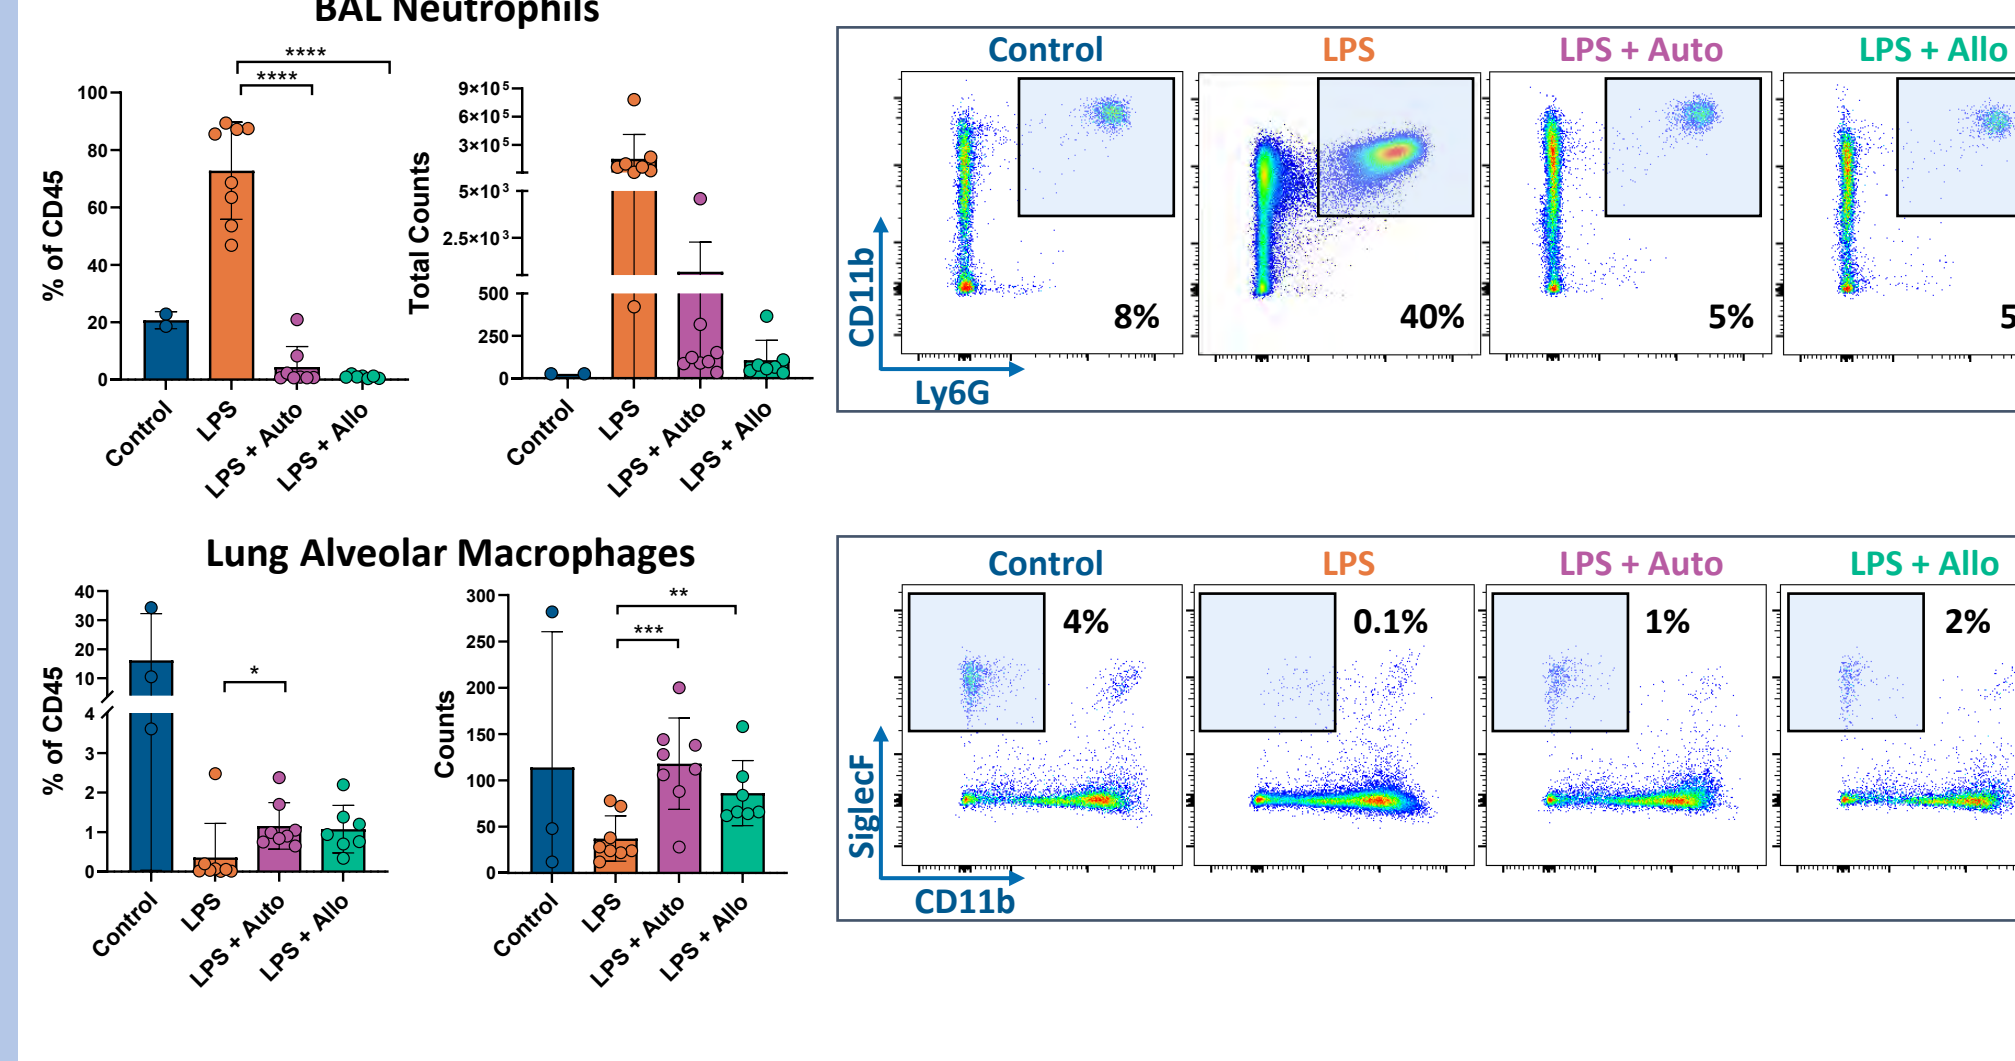 BAL Neutrophils
****
****
% of CD45
100
80
60
40
20
0
Control
LPS
LPS + Auto
LPS + Allo
Total Counts
9×10⁵
6×10⁵
3×10⁵
5×10³
2.5×10³
500
250
0
Control
LPS
LPS + Auto
LPS + Allo
Control
LPS
LPS + Auto
LPS + Allo
8%
40%
5%
5
CD11b
Ly6G
Lung Alveolar Macrophages
*
% of CD45
40
30
20
10
4
3
2
1
0
Control
LPS
LPS + Auto
LPS + Allo
**
***
Counts
300
250
200
150
100
50
0
Control
LPS
LPS + Auto
LPS + Allo
Control
LPS
LPS + Auto
LPS + Allo
4%
0.1%
1%
2%
SiglecF
CD11b